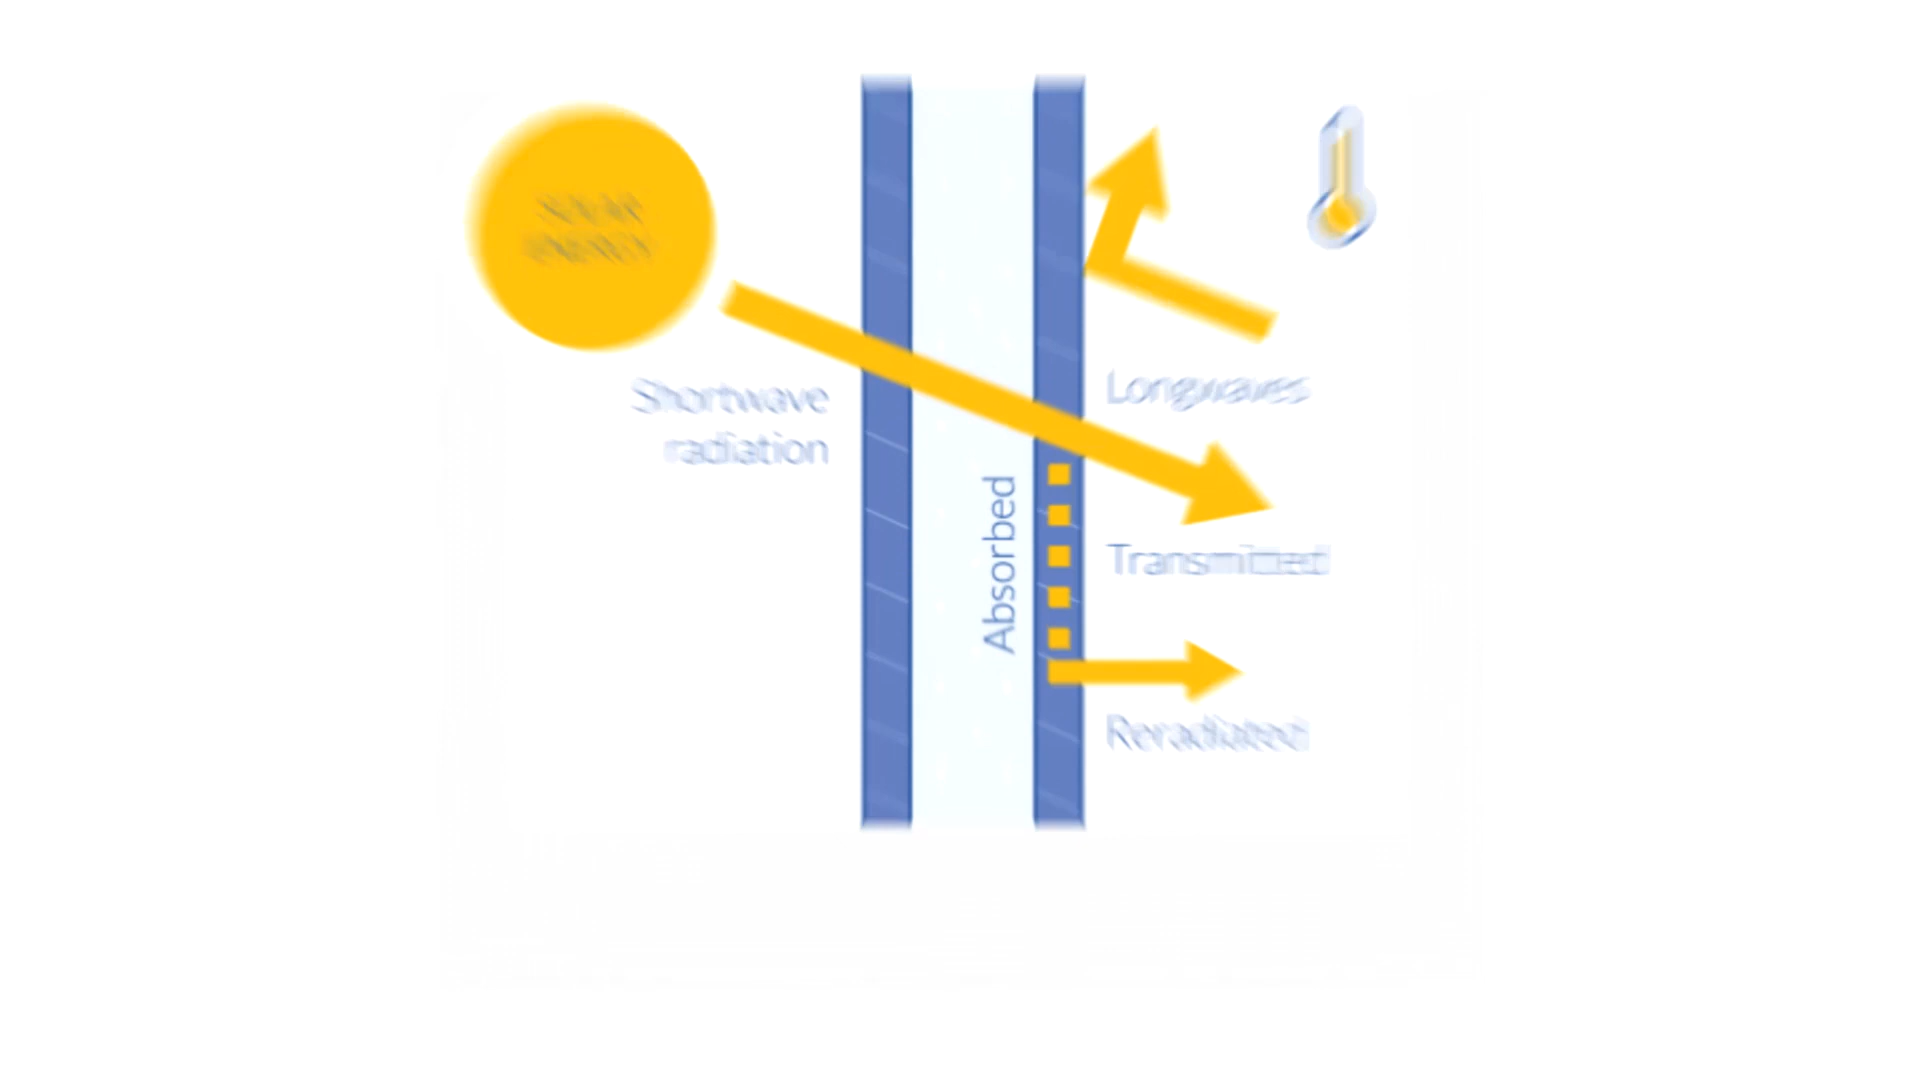 Shortwave
radiation
Absorbed
Longwaves
Transmitted
Reradiated